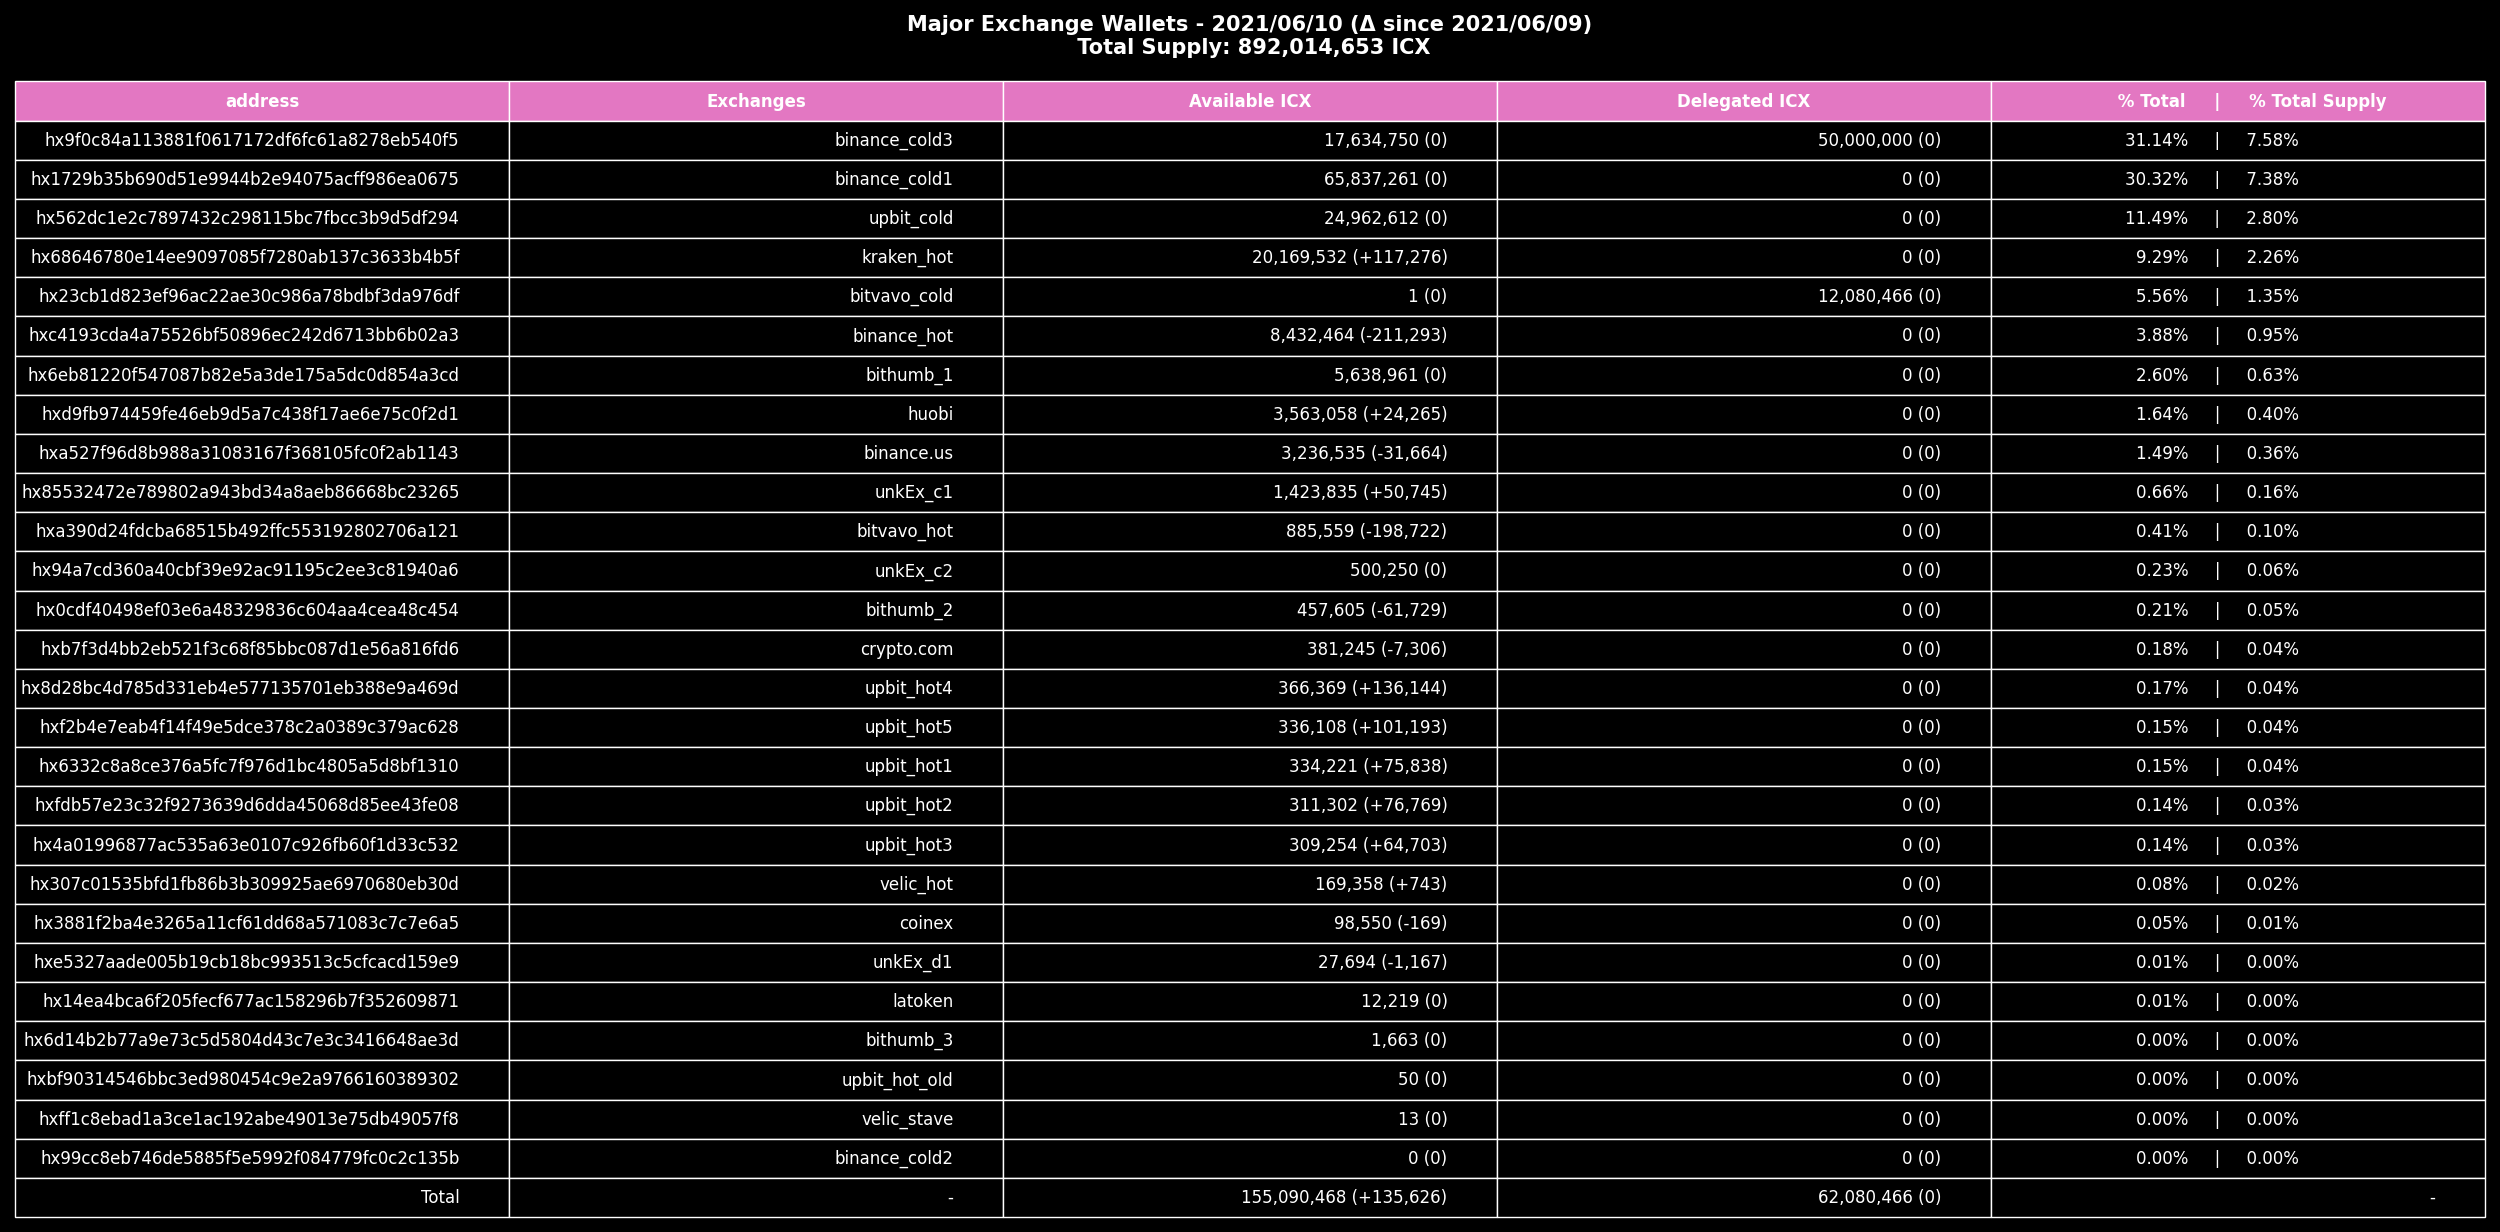 Major Exchange Wallets - 2021/06/10 (Δ since 2021/06/09)
Total Supply: 892,014,653 ICX
address Exchanges Available ICX Delegated ICX % Total | % Total Supply
hx9f0c84a113881f0617172df6fc61a8278eb540f5 binance_cold3 17,634,750 (0) 50,000,000 (0) 31.14% | 7.58%
hx1729b35b690d51e9944b2e94075acff986ea0675 binance_cold1 65,837,261 (0) 0 (0) 30.32% | 7.38%
hx562dc1e2c7897432c298115bc7fbcc3b9d5df294 upbit_cold 24,962,612 (0) 0 (0) 11.49% | 2.80%
hx68646780e14ee9097085f7280ab137c3633b4b5f kraken_hot 20,169,532 (+117,276) 0 (0) 9.29% | 2.26%
hx23cb1d823ef96ac22ae30c986a78bdbf3da976df bitvavo_cold 1 (0) 12,080,466 (0) 5.56% | 1.35%
hxc4193cda4a75526bf50896ec242d6713bb6b02a3 binance_hot 8,432,464 (-211,293) 0 (0) 3.88% | 0.95%
hx6eb81220f547087b82e5a3de175a5dc0d854a3cd bithumb_1 5,638,961 (0) 0 (0) 2.60% | 0.63%
hxd9fb974459fe46eb9d5a7c438f17ae6e75c0f2d1 huobi 3,563,058 (+24,265) 0 (0) 1.64% | 0.40%
hxa527f96d8b988a31083167f368105fc0f2ab1143 binance.us 3,236,535 (-31,664) 0 (0) 1.49% | 0.36%
hx85532472e789802a943bd34a8aeb86668bc23265 unkEx_c1 1,423,835 (+50,745) 0 (0) 0.66% | 0.16%
hxa390d24fdcba68515b492ffc553192802706a121 bitvavo_hot 885,559 (-198,722) 0 (0) 0.41% | 0.10%
hx94a7cd360a40cbf39e92ac91195c2ee3c81940a6 unkEx_c2 500,250 (0) 0 (0) 0.23% | 0.06%
hx0cdf40498ef03e6a48329836c604aa4cea48c454 bithumb_2 457,605 (-61,729) 0 (0) 0.21% | 0.05%
hxb7f3d4bb2eb521f3c68f85bbc087d1e56a816fd6 crypto.com 381,245 (-7,306) 0 (0) 0.18% | 0.04%
hx8d28bc4d785d331eb4e577135701eb388e9a469d upbit_hot4 366,369 (+136,144) 0 (0) 0.17% | 0.04%
hxf2b4e7eab4f14f49e5dce378c2a0389c379ac628 upbit_hot5 336,108 (+101,193) 0 (0) 0.15% | 0.04%
hx6332c8a8ce376a5fc7f976d1bc4805a5d8bf1310 upbit_hot1 334,221 (+75,838) 0 (0) 0.15% | 0.04%
hxfdb57e23c32f9273639d6dda45068d85ee43fe08 upbit_hot2 311,302 (+76,769) 0 (0) 0.14% | 0.03%
hx4a01996877ac535a63e0107c926fb60f1d33c532 upbit_hot3 309,254 (+64,703) 0 (0) 0.14% | 0.03%
hx307c01535bfd1fb86b3b309925ae6970680eb30d velic_hot 169,358 (+743) 0 (0) 0.08% | 0.02%
hx3881f2ba4e3265a11cf61dd68a571083c7c7e6a5 coinex 98,550 (-169) 0 (0) 0.05% | 0.01%
hxe5327aade005b19cb18bc993513c5cfcacd159e9 unkEx_d1 27,694 (-1,167) 0 (0) 0.01% | 0.00%
hx14ea4bca6f205fecf677ac158296b7f352609871 latoken 12,219 (0) 0 (0) 0.01% | 0.00%
hx6d14b2b77a9e73c5d5804d43c7e3c3416648ae3d bithumb_3 1,663 (0) 0 (0) 0.00% | 0.00%
hxbf90314546bbc3ed980454c9e2a9766160389302 upbit_hot_old 50 (0) 0 (0) 0.00% | 0.00%
hxff1c8ebad1a3ce1ac192abe49013e75db49057f8 velic_stave 13 (0) 0 (0) 0.00% | 0.00%
hx99cc8eb746de5885f5e5992f084779fc0c2c135b binance_cold2 0 (0) 0 (0) 0.00% | 0.00%
Total - 155,090,468 (+135,626) 62,080,466 (0) -